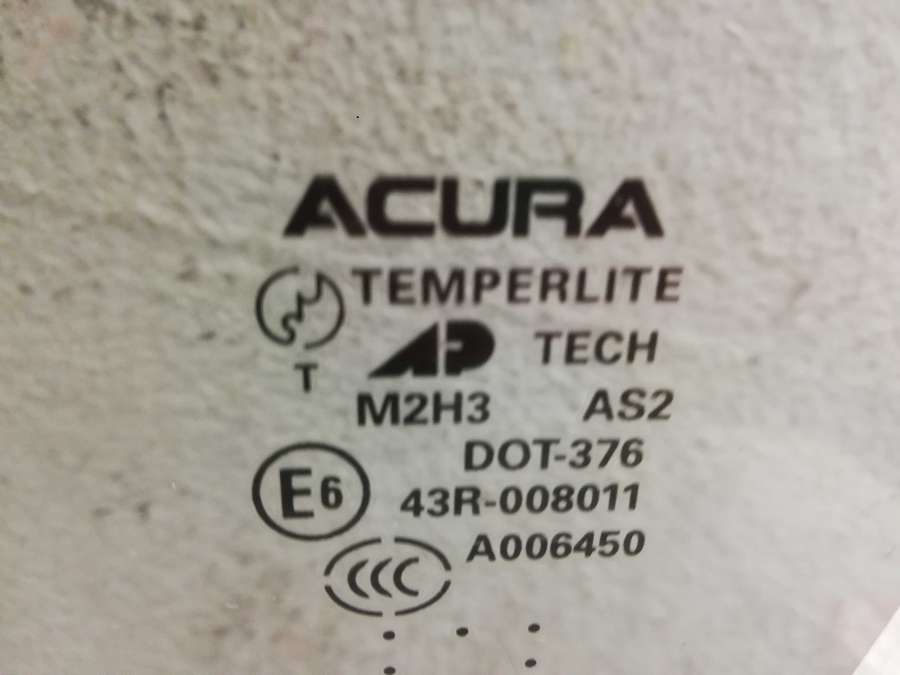 ACURA
TEMPERLITE
AP TECH
T
M2H3 AS2
DOT-376
E6 43R-008011
A006450
CCC